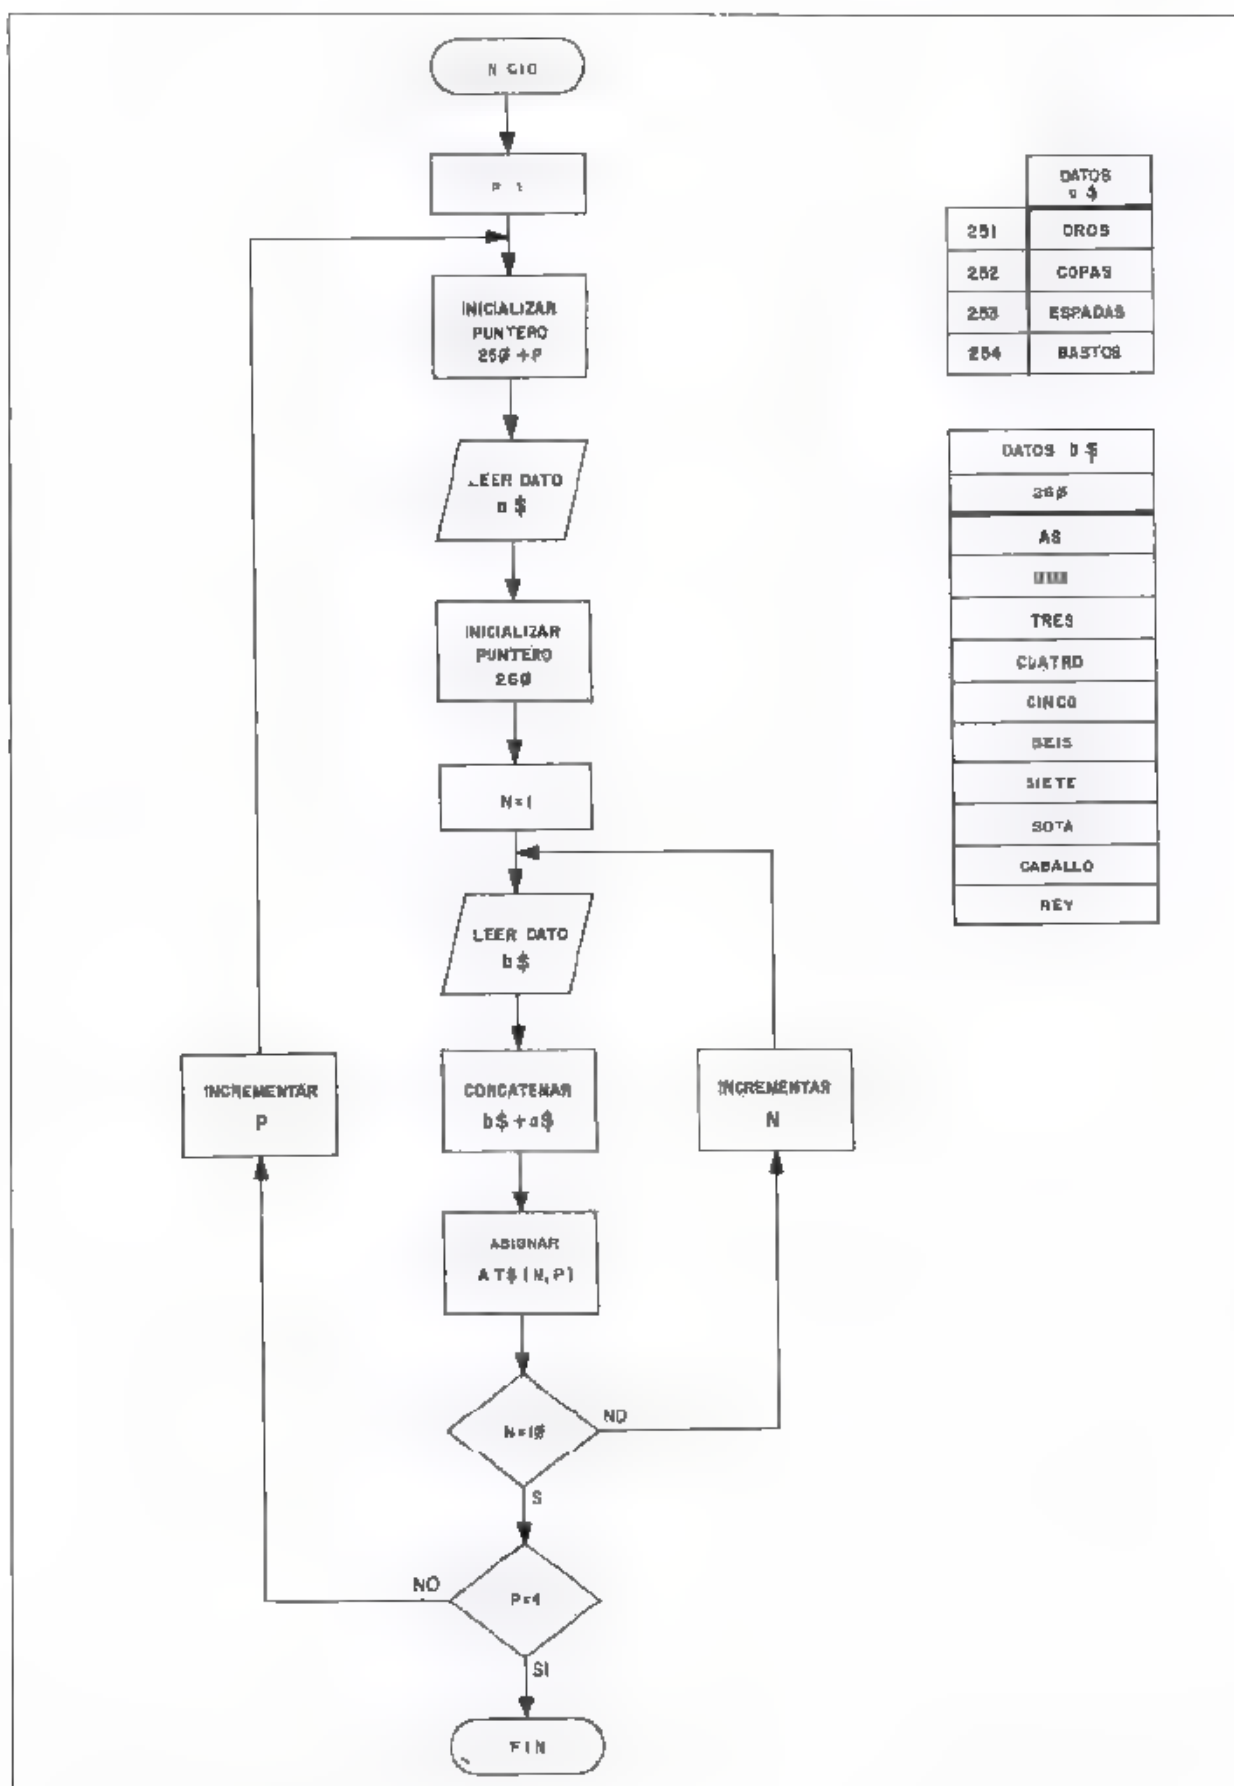 INICIO
INICIALIZAR
PUNTERO
25Ø+P
LEER DATO
a$
INICIALIZAR
PUNTERO
26Ø
N=1
LEER DATO
b$
CONCATENAR
b$+a$
ASIGNAR
A T$(N,P)
N=1Ø
NO
S
INCREMENTAR
N
INCREMENTAR
P
P=4
NO
SI
FIN
DATOS
a $
251 OROS
252 COPAS
253 ESPADAS
254 BASTOS
DATOS b $
26Ø
AS
TRES
CUATRO
CINCO
SEIS
SIETE
SOTA
CABALLO
REY